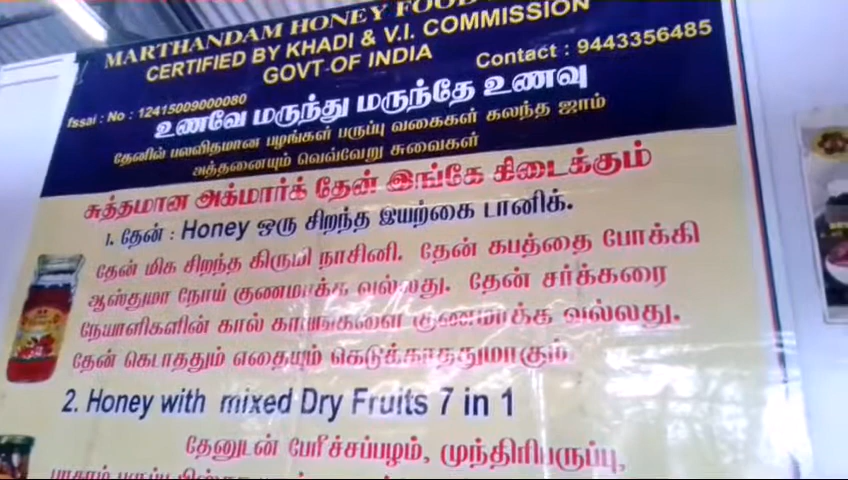 MARTHANDAM HONEY FOOD
CERTIFIED BY KHADI & V.I. COMMISSION,
GOVT.OF INDIA
Contact : 9443356485
fssai : No : 12415009000080
உணவே மருந்து மருந்தே உணவு
தேனில் பலவிதமான பழங்கள் பருப்பு வகைகள் கலந்த ஜாம்
அத்தனையும் வெவ்வேறு சுவைகள்
சுத்தமான அக்மார்க் தேன் இங்கே கிடைக்கும்
1. தேன் : Honey ஒரு சிறந்த இயற்கை டானிக்.
தேன் மிக சிறந்த கிருமி நாசினி. தேன் கபத்தை போக்கி
ஆஸ்துமா நோய் குணமாக்க வல்லது. தேன் சர்க்கரை
நேயாளிகளின் கால் காயங்களை குணமாக்க வல்லது.
தேன் கெடாததும் எதையும் கெடுக்காததுமாகும்
2. Honey with mixed Dry Fruits 7 in 1
தேனுடன் பேரீச்சப்பழம், முந்திரிபருப்பு,
பாதாம் பருப்பு